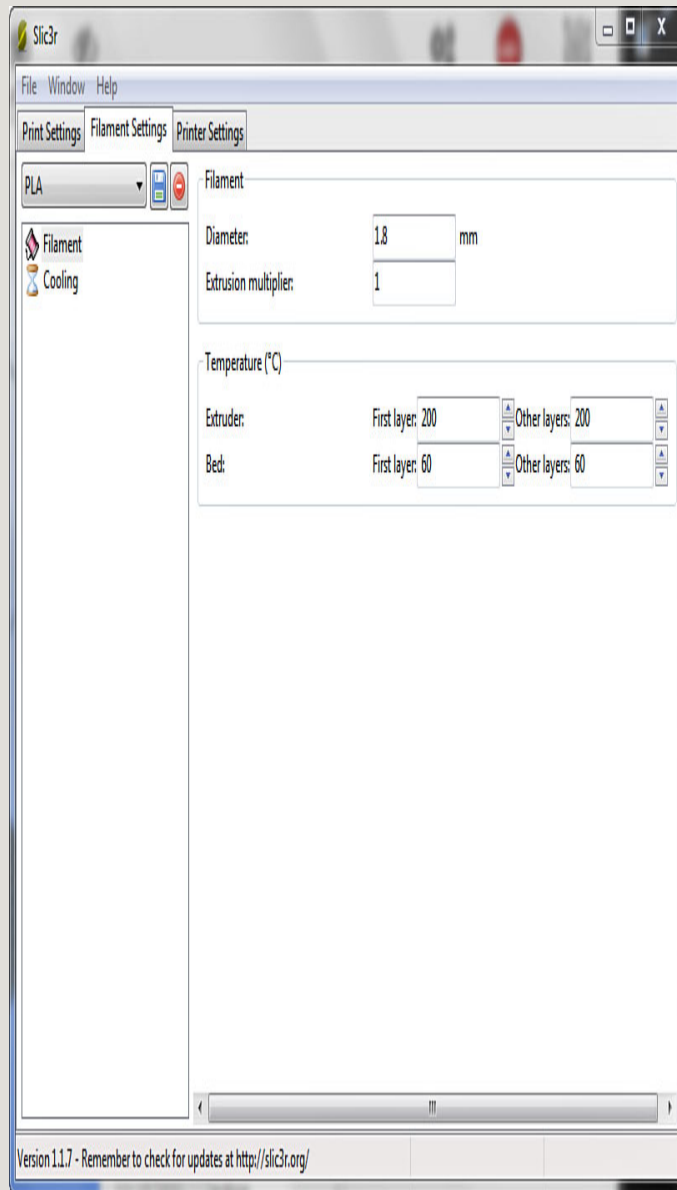 Slic3r
File Window Help
Print Settings Filament Settings Printer Settings
PLA
Filament
Cooling
Filament
Diameter: 1.8 mm
Extrusion multiplier: 1
Temperature (°C)
Extruder: First layer: 200 Other layers: 200
Bed: First layer: 60 Other layers: 60
Version 1.1.7 - Remember to check for updates at http://slic3r.org/